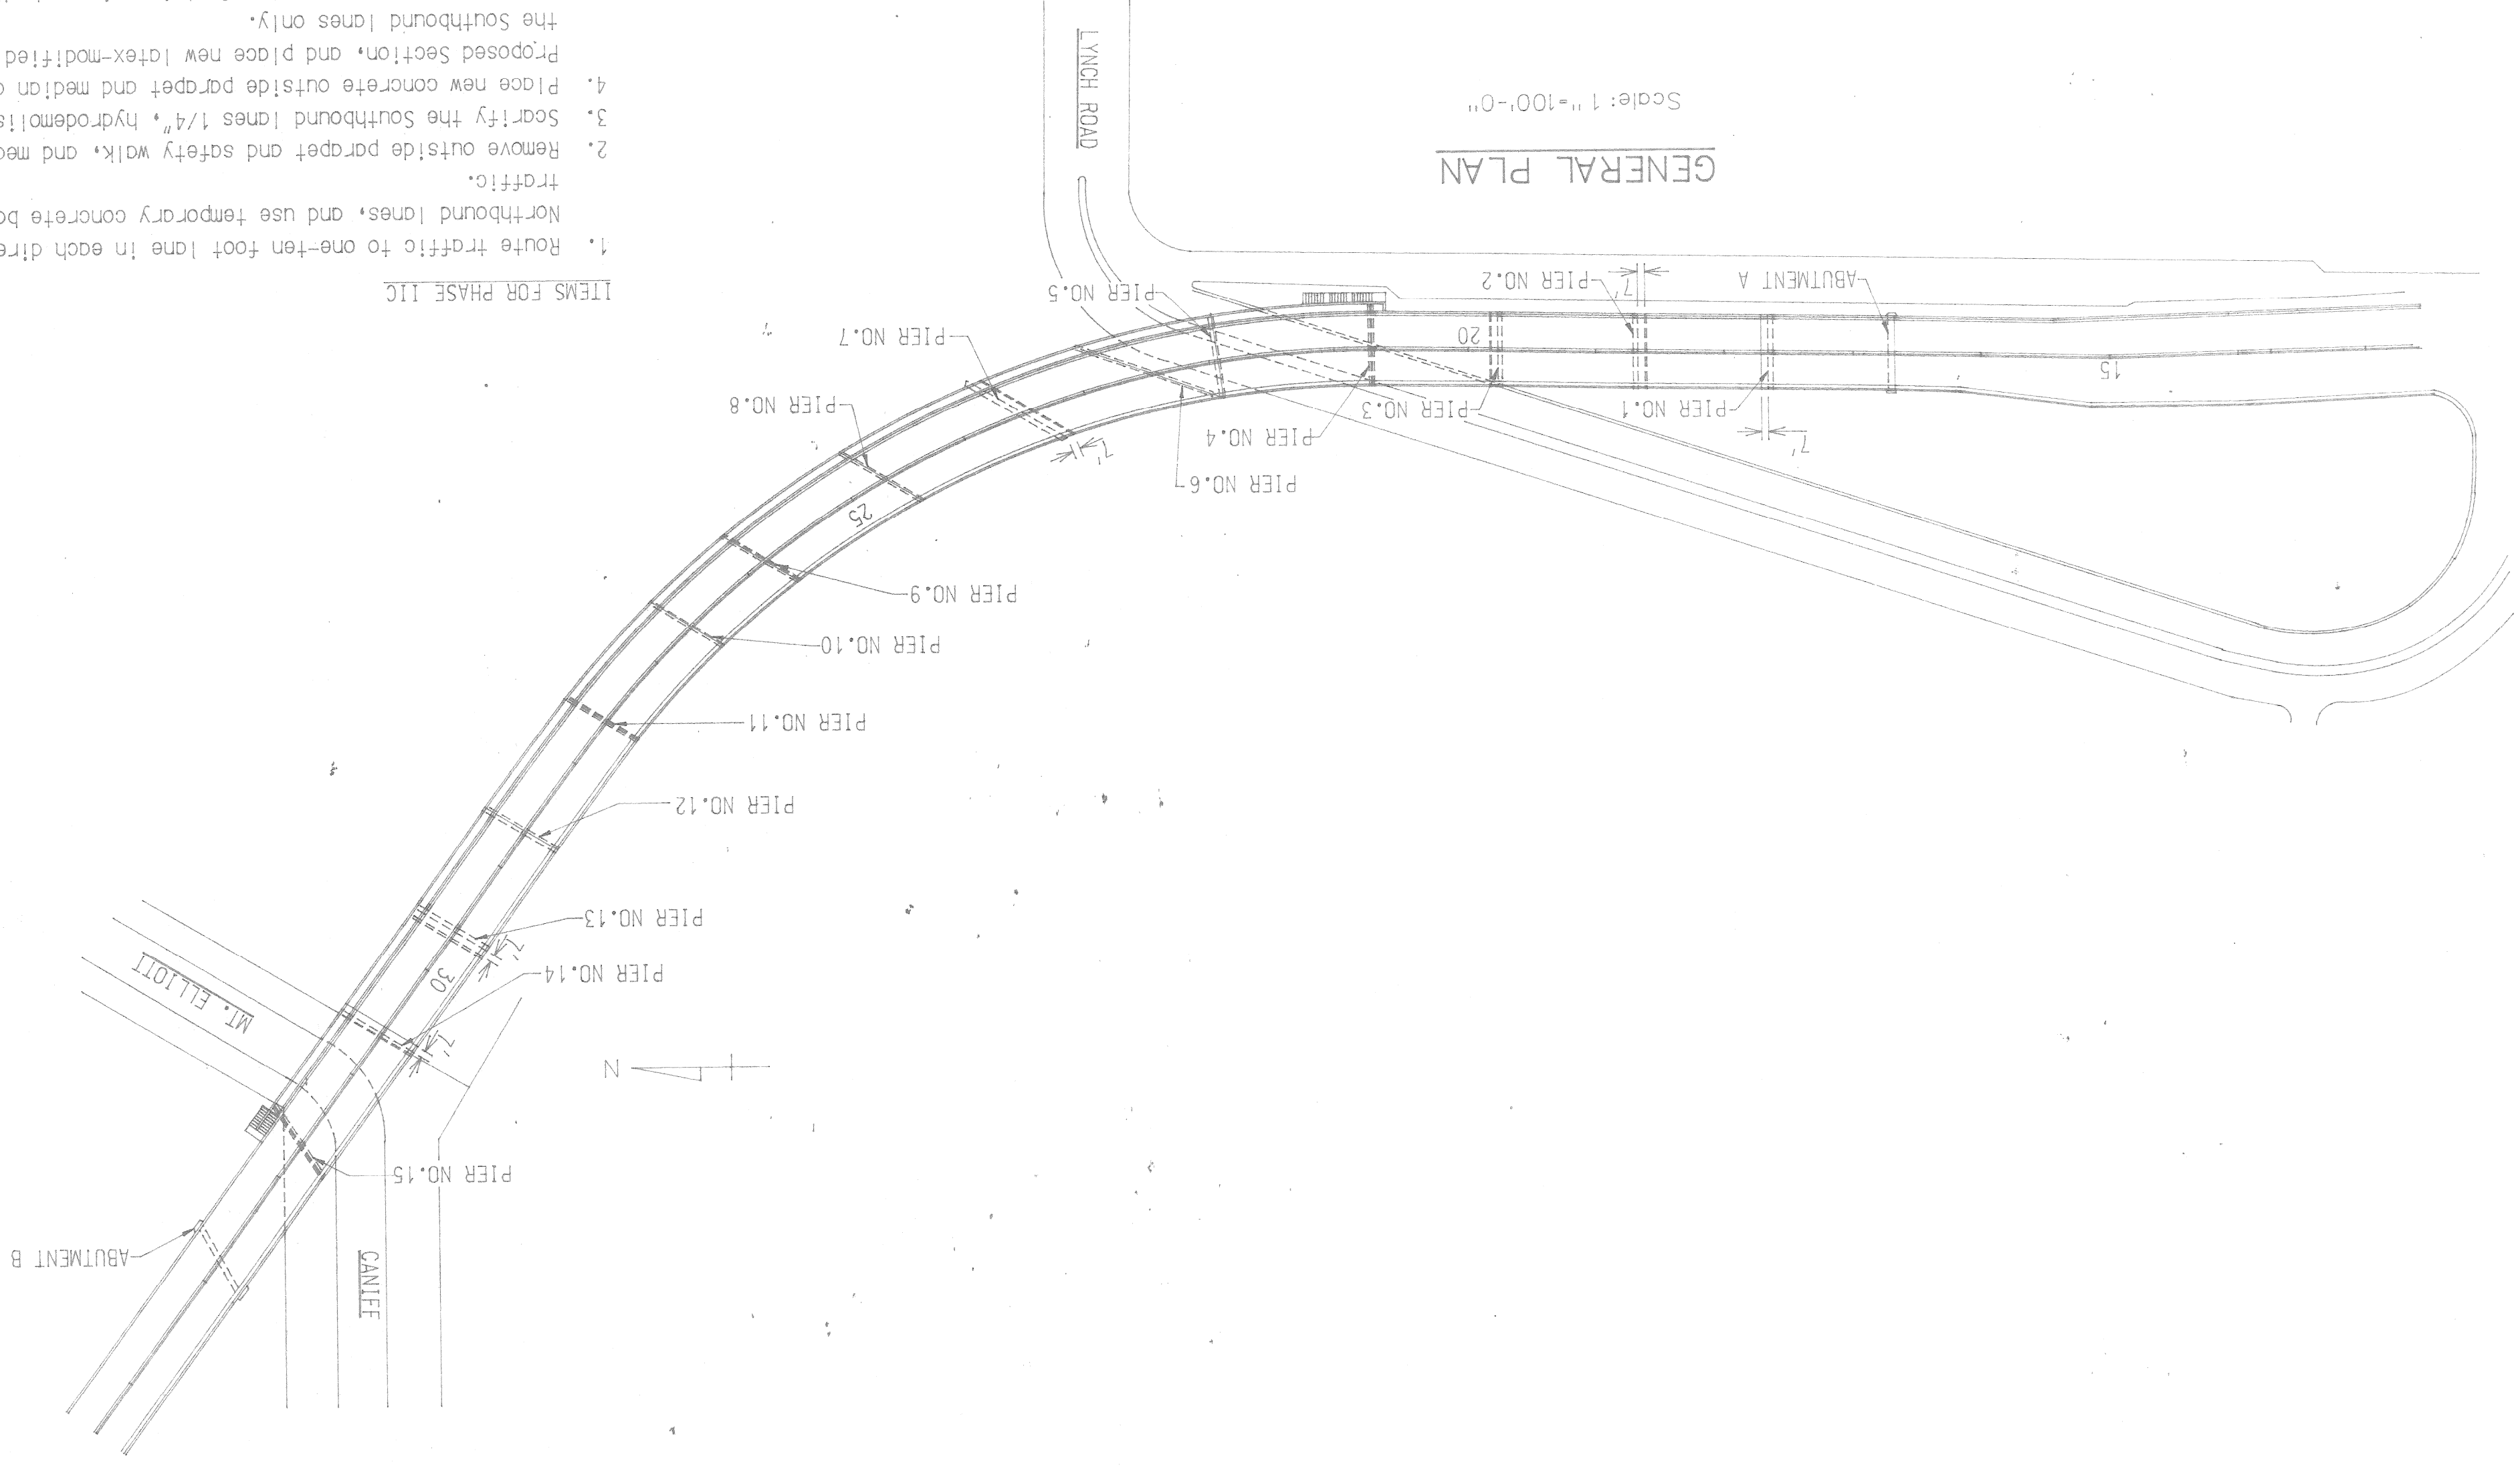 ABUTMENT B
CANIFF
PIER NO.15
N
MT. ELLIOTT
7'
PIER NO.14
30
7'
PIER NO.13
PIER NO.12
PIER NO.11
PIER NO.10
PIER NO.9
25
PIER NO.8
PIER NO.7
7'
PIER NO.6
PIER NO.5
PIER NO.4
PIER NO.3
20
PIER NO.2
7'
PIER NO.1
7'
ABUTMENT A
15
LYNCH ROAD
GENERAL PLAN
Scale: 1"=100'-0"
ITEMS FOR PHASE IIC
1. Route traffic to one-ten foot lane in each
Northbound lanes, and use temporary concrete
traffic.
2. Remove outside parapet and safety walk, and
3. Scarify the Southbound lanes 1/4",
4. Place new concrete outside parapet and median
Proposed Section, and place new latex-modified
the Southbound lanes only.